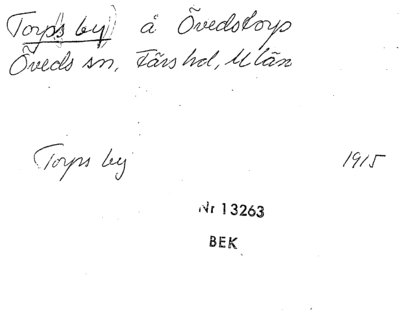 Torps by å Övedstorp
Öveds sn, Färs hd, M län
Torps by 1915
Nr 13263
BEK